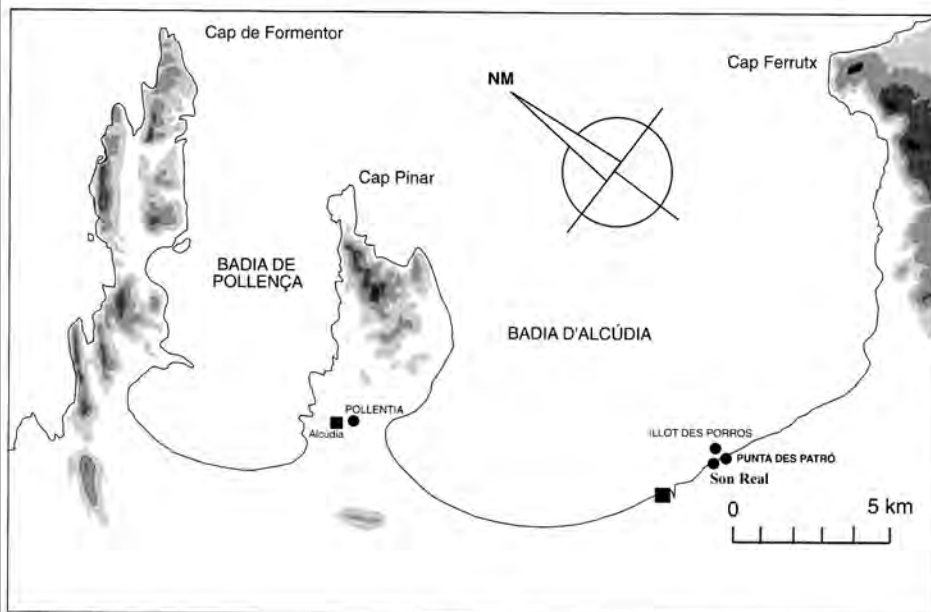 Cap de Formentor
Cap Ferrutx
NM
Cap Pinar
BADIA DE
POLLENÇA
BADIA D'ALCÚDIA
POLLENTIA
Alcúdia
ILLOT DES PORROS
PUNTA DES PATRÓ
Son Real
0 5 km